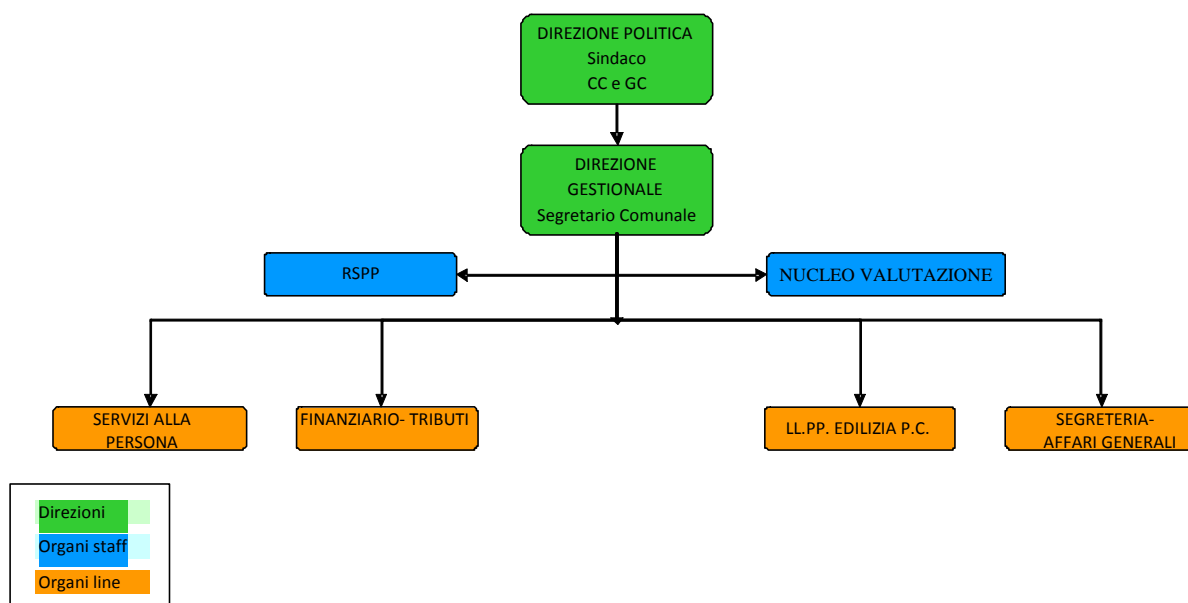 DIREZIONE POLITICA
Sindaco
CC e GC
DIREZIONE
GESTIONALE
Segretario Comunale
RSPP
NUCLEO VALUTAZIONE
SERVIZI ALLA
PERSONA
FINANZIARIO- TRIBUTI
LL.PP. EDILIZIA P.C.
SEGRETERIA-
AFFARI GENERALI
Direzioni
Organi staff
Organi line